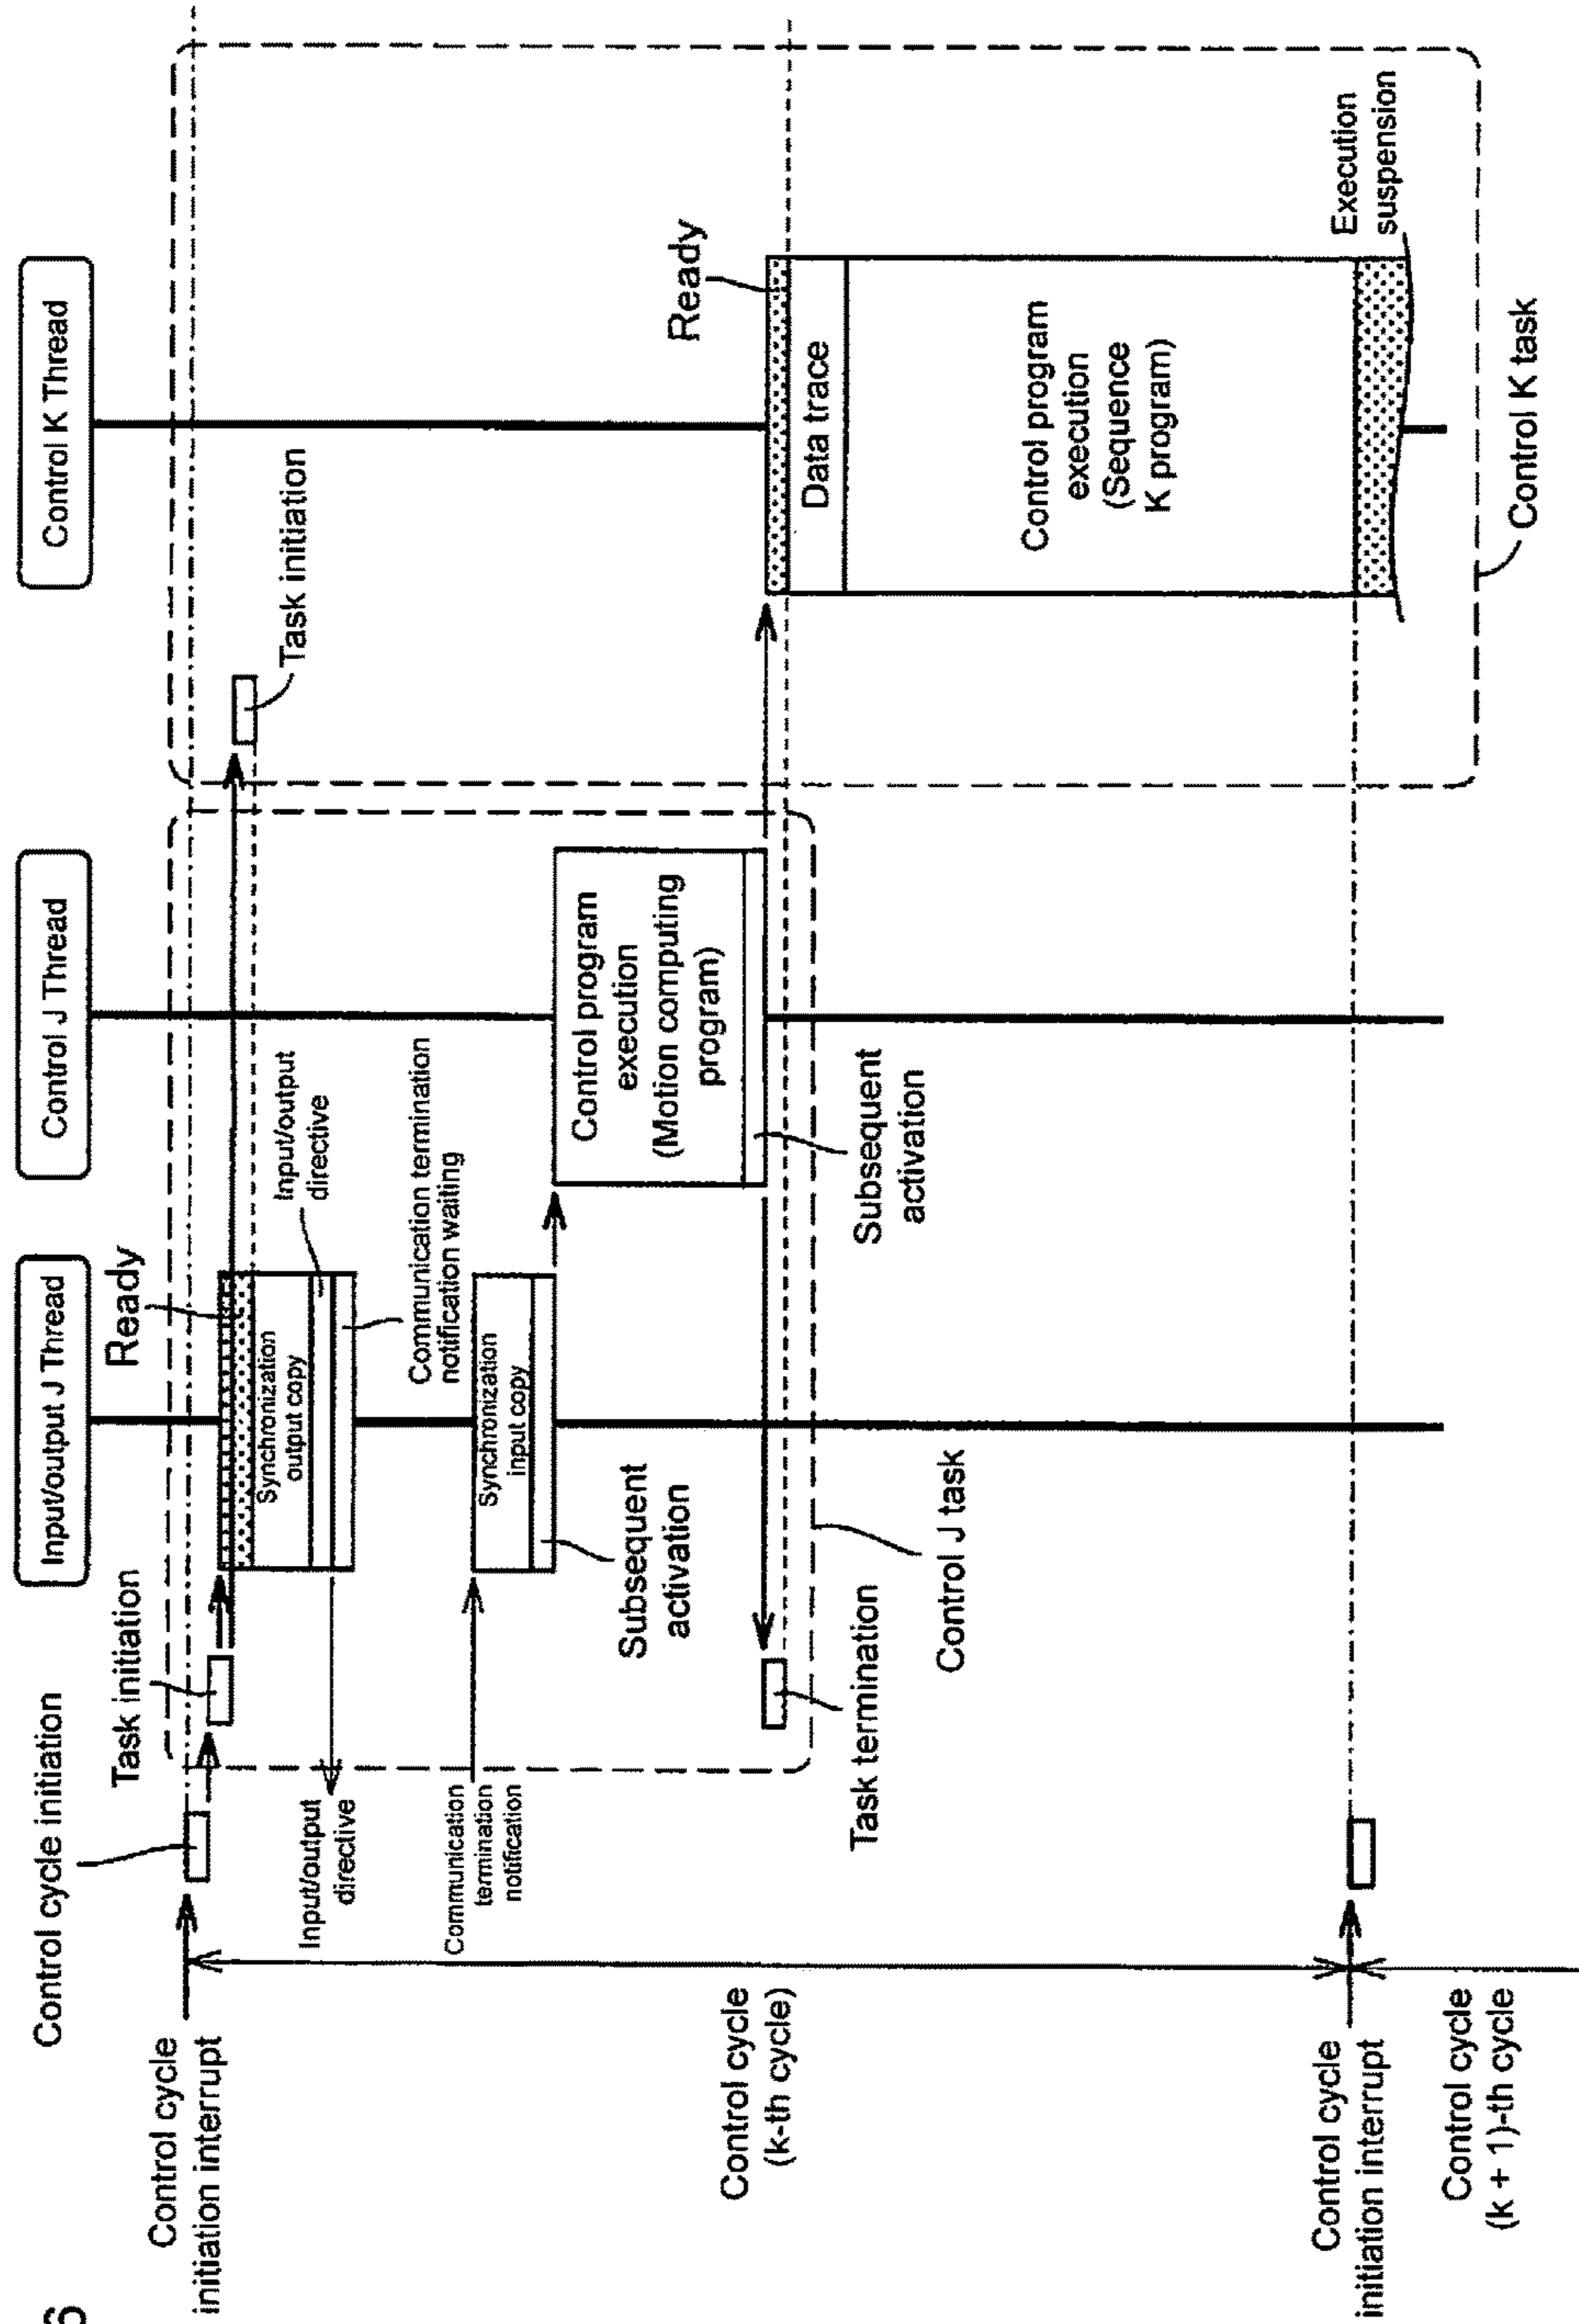 6
Control cycle
initiation interrupt
Control cycle initiation
Task initiation
Input/output J Thread
Ready
Control J Thread
Control K Thread
Task initiation
Synchronization
output copy
Input/output
directive
Communication termination
notification waiting
Input/output
directive
Communication
termination
notification
Synchronization
input copy
Subsequent
activation
Control program
execution
(Motion computing
program)
Subsequent
activation
Task termination
Control J task
Ready
Data trace
Control program
execution
(Sequence
K program)
Execution
suspension
Control K task
Control cycle
(k-th cycle)
Control cycle
initiation interrupt
Control cycle
(k + 1)-th cycle